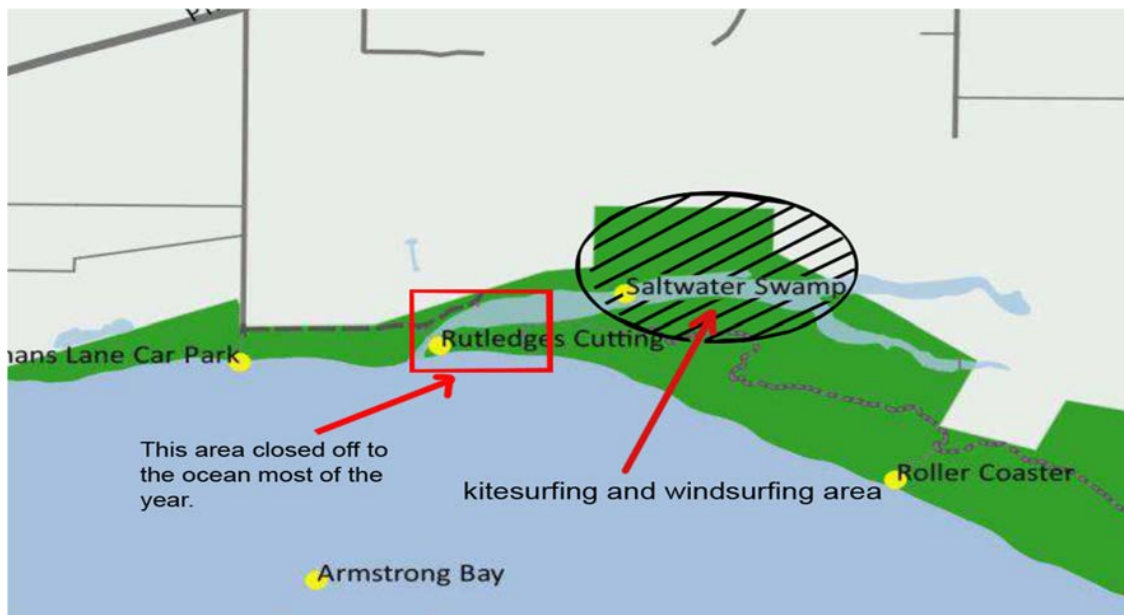 Saltwater Swamp
Rutledges Cutting
Lane Car Park
This area closed off to
the ocean most of the
year.
kitesurfing and windsurfing area
Roller Coaster
Armstrong Bay